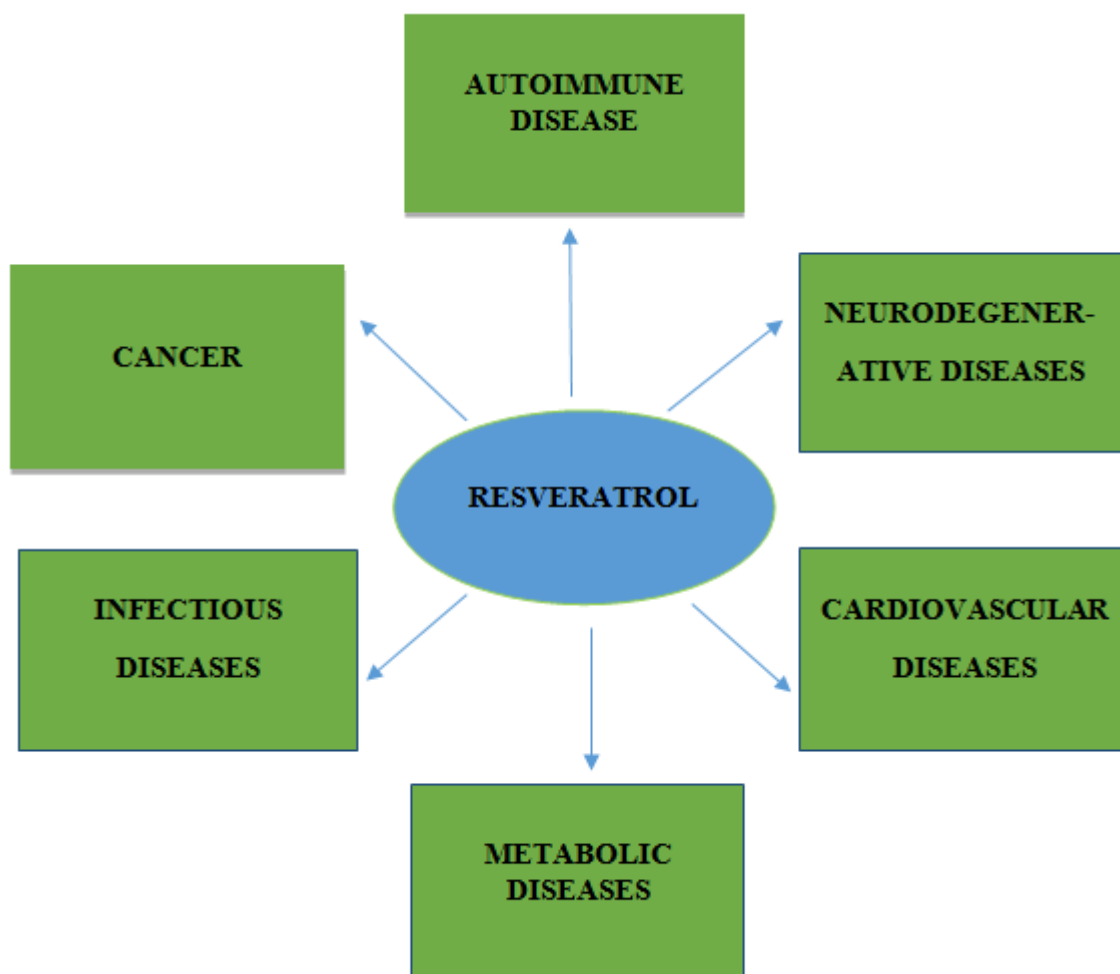 AUTOIMMUNE
DISEASE
CANCER
NEURODEGENER-
ATIVE DISEASES
RESVERATROL
INFECTIOUS
DISEASES
CARDIOVASCULAR
DISEASES
METABOLIC
DISEASES